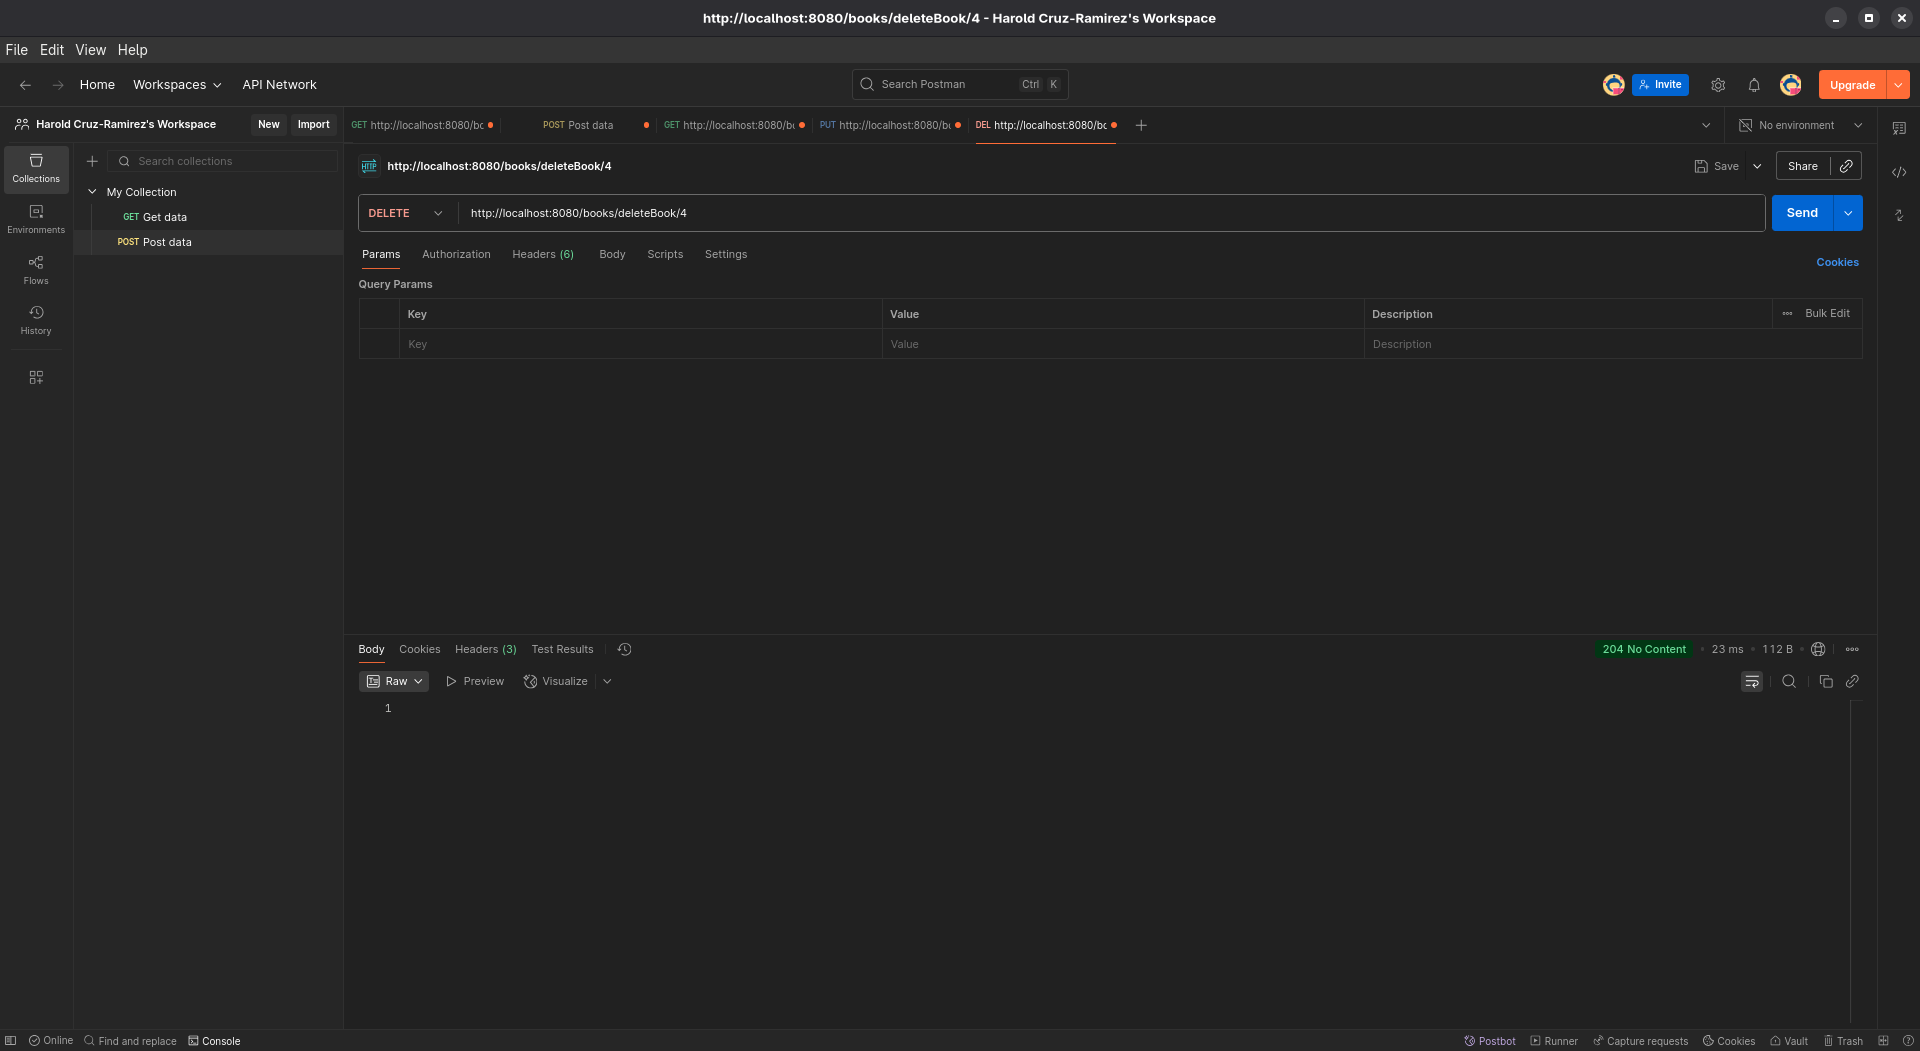 http://localhost:8080/books/deleteBook/4 - Harold Cruz-Ramirez's Workspace
File Edit View Help
Home Workspaces API Network
Search Postman Ctrl K
Invite
Upgrade
Harold Cruz-Ramirez's Workspace New Import
GET http://localhost:8080/bo
POST Post data
GET http://localhost:8080/b
PUT http://localhost:8080/b
DEL http://localhost:8080/bo
No environment
Collections
Environments
Flows
History
Search collections
My Collection
GET Get data
POST Post data
HTTP http://localhost:8080/books/deleteBook/4
Save Share
DELETE http://localhost:8080/books/deleteBook/4 Send
Params Authorization Headers (6) Body Scripts Settings
Cookies
Query Params
Key Value Description Bulk Edit
Key Value Description
Body Cookies Headers (3) Test Results
204 No Content 23 ms 112 B
Raw Preview Visualize
1
Online Find and replace Console
Postbot Runner Capture requests Cookies Vault Trash